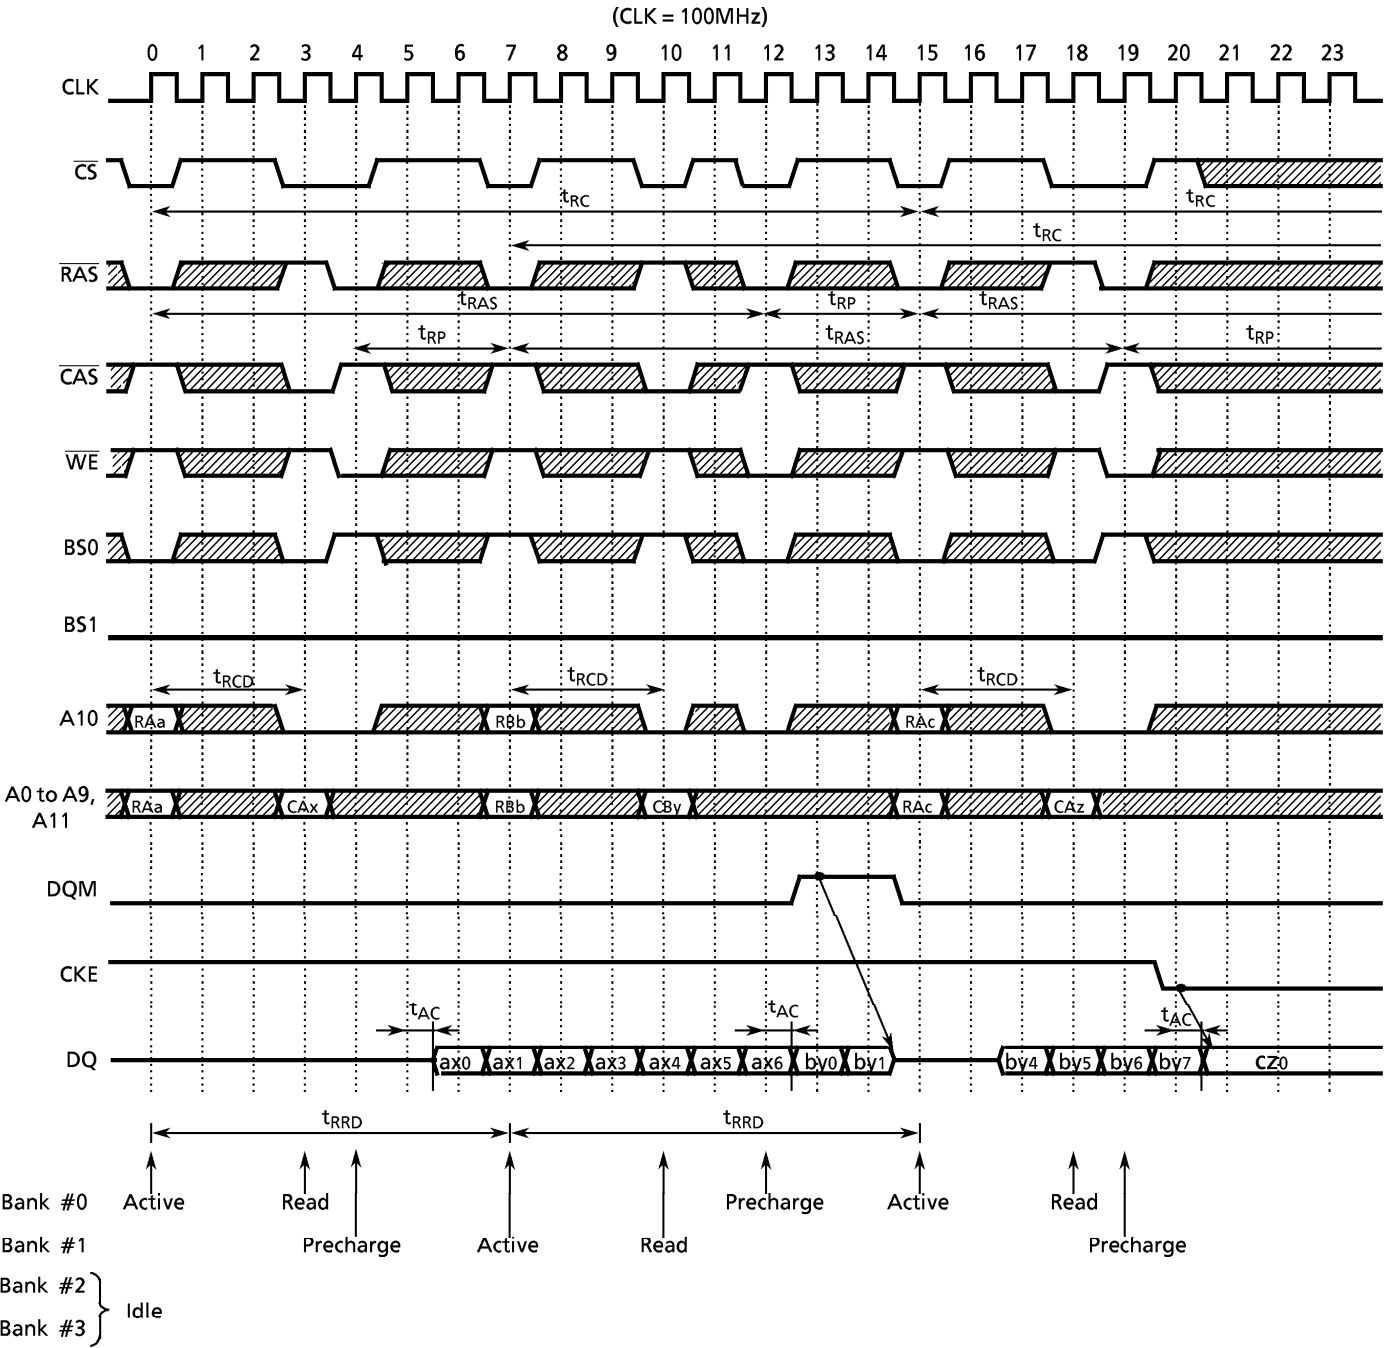 (CLK = 100MHz)
0 1 2 3 4 5 6 7 8 9 10 11 12 13 14 15 16 17 18 19 20 21 22 23
CLK
CS
tRC tRC
tRC
RAS
tRAS tRP tRAS
tRP tRAS tRP
CAS
WE
BS0
BS1
tRCD tRCD tRCD
A10 RAa RBb RAc
A0 to A9,
A11
RAa CAx RBb CBy RAc CAz
DQM
CKE
tAC tAC tAC
DQ ax0 ax1 ax2 ax3 ax4 ax5 ax6 by0 by1 by4 by5 by6 by7 cz0
tRRD tRRD
Bank #0 Active Read Precharge Active Read
Bank #1 Precharge Active Read Precharge
Bank #2
Idle
Bank #3